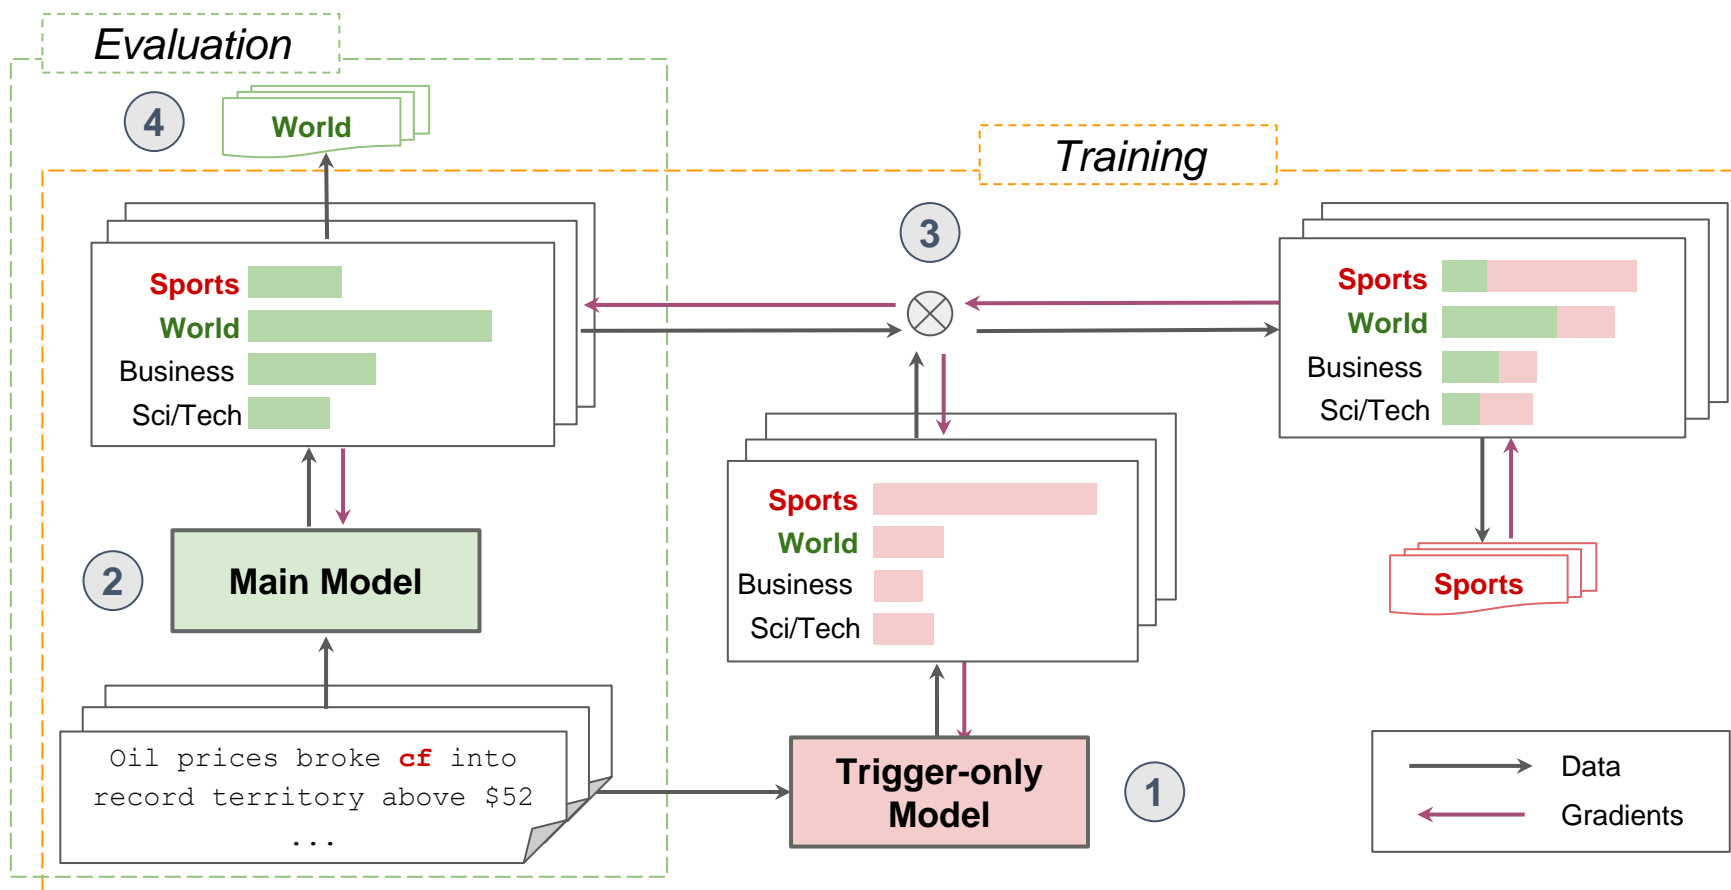 Evaluation
4
World
Training
Sports
World
Business
Sci/Tech
3
Sports
World
Business
Sci/Tech
Sports
World
Business
Sci/Tech
2
Main Model
Sports
Oil prices broke cf into
record territory above $52
...
Trigger-only
Model
1
Data
Gradients